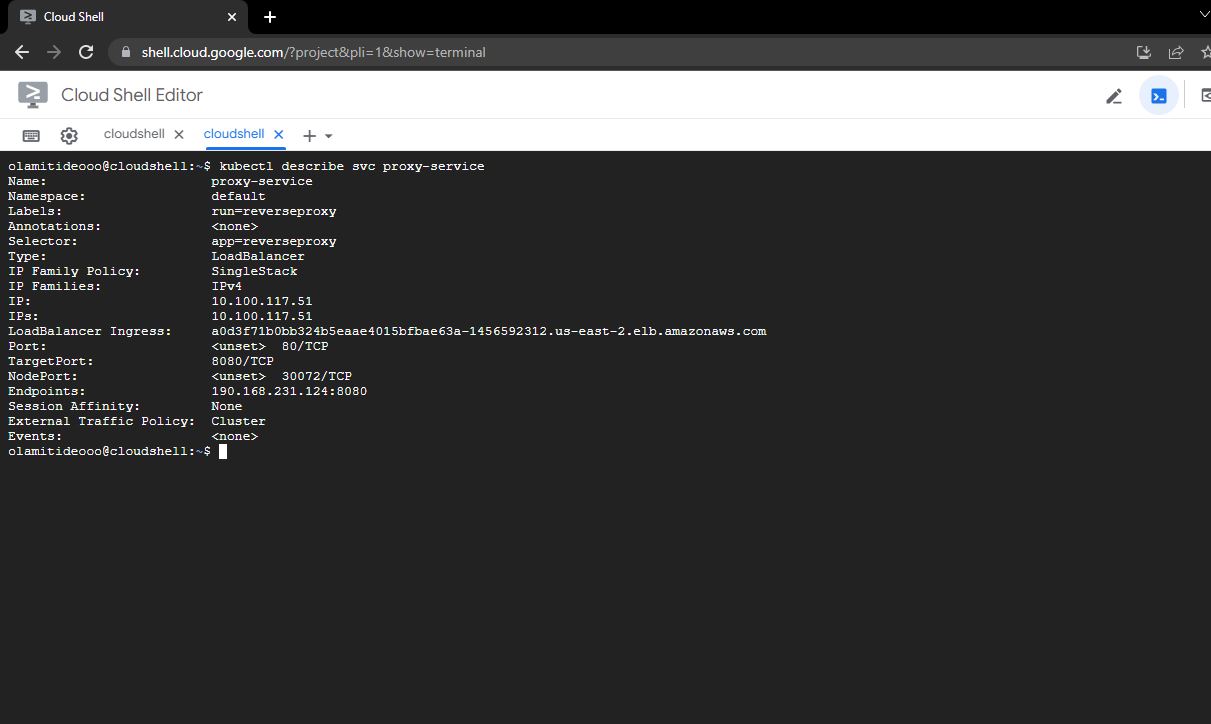 Cloud Shell
shell.cloud.google.com/?project&pli=1&show=terminal
Cloud Shell Editor
cloudshell cloudshell
olamitideooo@cloudshell:~$ kubectl describe svc proxy-service
Name: proxy-service
Namespace: default
Labels: run=reverseproxy
Annotations: <none>
Selector: app=reverseproxy
Type: LoadBalancer
IP Family Policy: SingleStack
IP Families: IPv4
IP: 10.100.117.51
IPs: 10.100.117.51
LoadBalancer Ingress: a0d3f71b0bb324b5eaae4015bfbae63a-1456592312.us-east-2.elb.amazonaws.com
Port: <unset> 80/TCP
TargetPort: 8080/TCP
NodePort: <unset> 30072/TCP
Endpoints: 190.168.231.124:8080
Session Affinity: None
External Traffic Policy: Cluster
Events: <none>
olamitideooo@cloudshell:~$